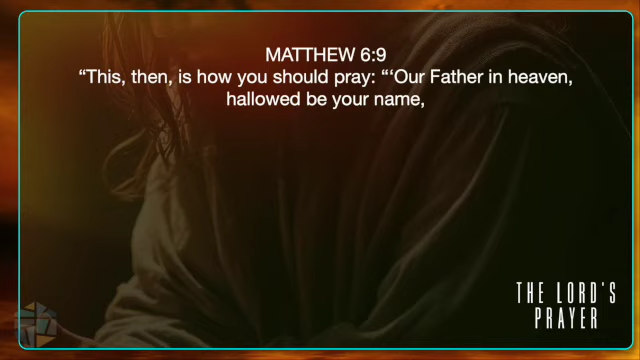 MATTHEW 6:9
“This, then, is how you should pray: “‘Our Father in heaven,
hallowed be your name,
THE LORD'S
PRAYER